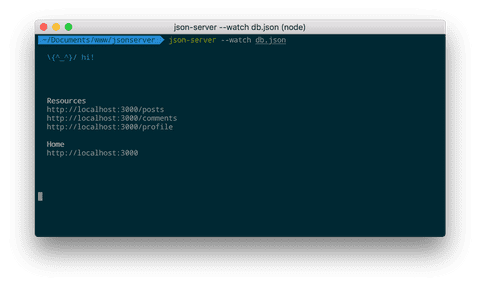 json-server --watch db.json (node)
~/Documents/www/jsonserver json-server --watch db.json
\{^_^}/ hi!
Resources
http://localhost:3000/posts
http://localhost:3000/comments
http://localhost:3000/profile
Home
http://localhost:3000